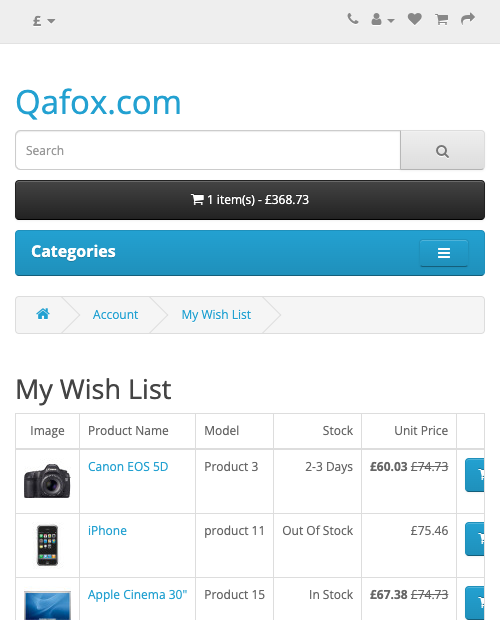 £
Qafox.com
Search
1 item(s) - £368.73
Categories
Account
My Wish List
My Wish List
Image Product Name Model Stock Unit Price
Canon EOS 5D Product 3 2-3 Days £60.03 £74.73
iPhone product 11 Out Of Stock £75.46
Apple Cinema 30" Product 15 In Stock £67.38 £74.73